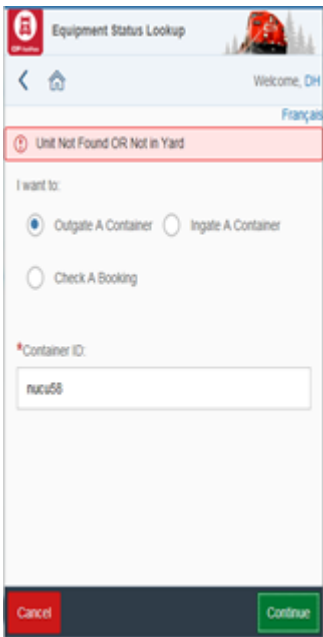 Equipment Status Lookup
Welcome, DH
Français
Unit Not Found OR Not in Yard
I want to:
Outgate A Container
Ingate A Container
Check A Booking
*Container ID:
nucu58
Cancel
Continue